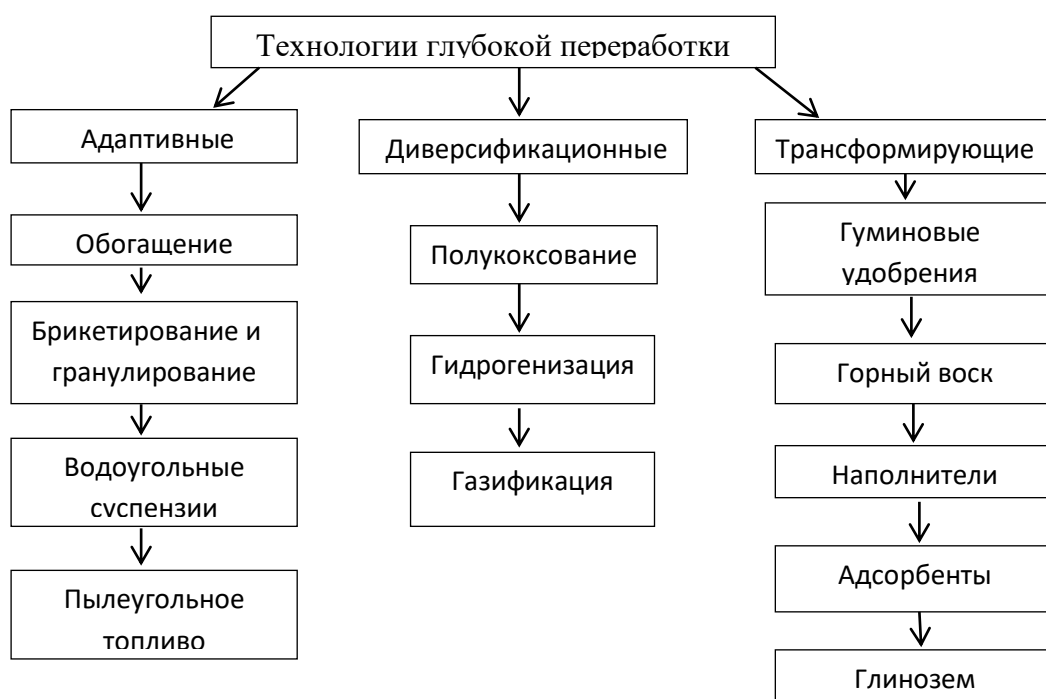 Технологии глубокой переработки
Адаптивные
Диверсификационные
Трансформирующие
Обогащение
Брикетирование и
гранулирование
Водоугольные
суспензии
Пылеугольное
топливо
Полукоксование
Гидрогенизация
Газификация
Гуминовые
удобрения
Горный воск
Наполнители
Адсорбенты
Глинозем